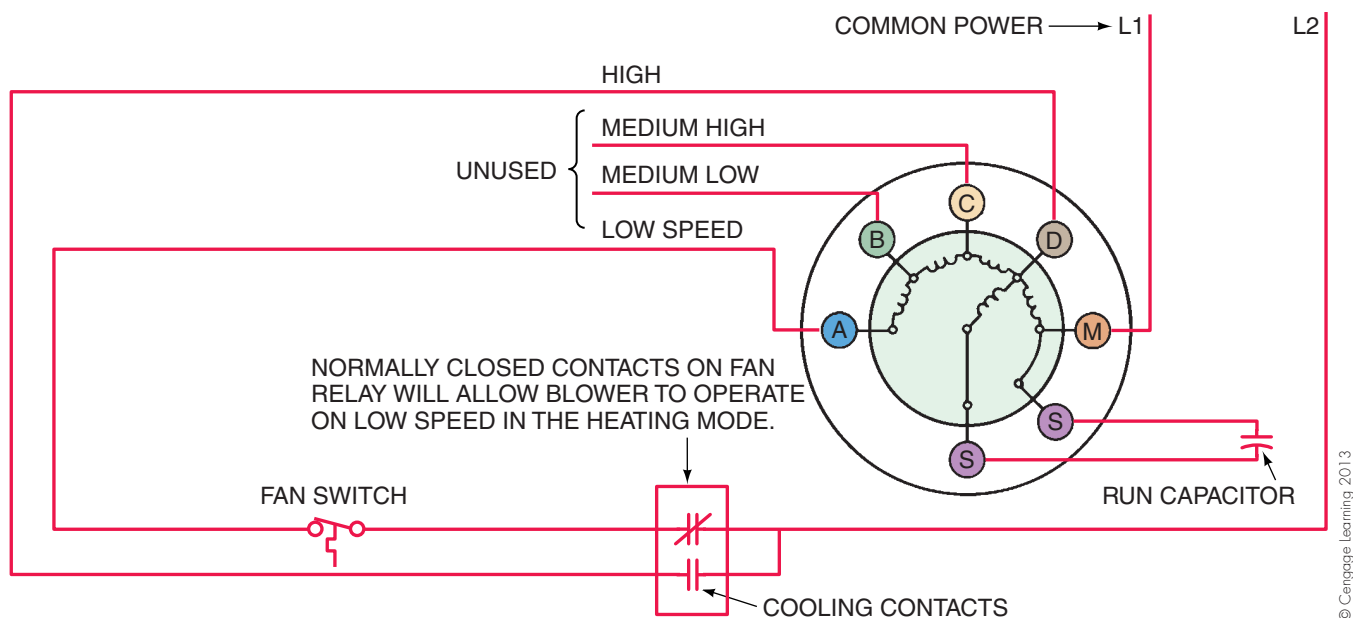 COMMON POWER L1
L2
HIGH
MEDIUM HIGH
UNUSED
MEDIUM LOW
LOW SPEED
C
B
D
A
M
S
S
NORMALLY CLOSED CONTACTS ON FAN
RELAY WILL ALLOW BLOWER TO OPERATE
ON LOW SPEED IN THE HEATING MODE.
FAN SWITCH
RUN CAPACITOR
COOLING CONTACTS
© Cengage Learning 2013